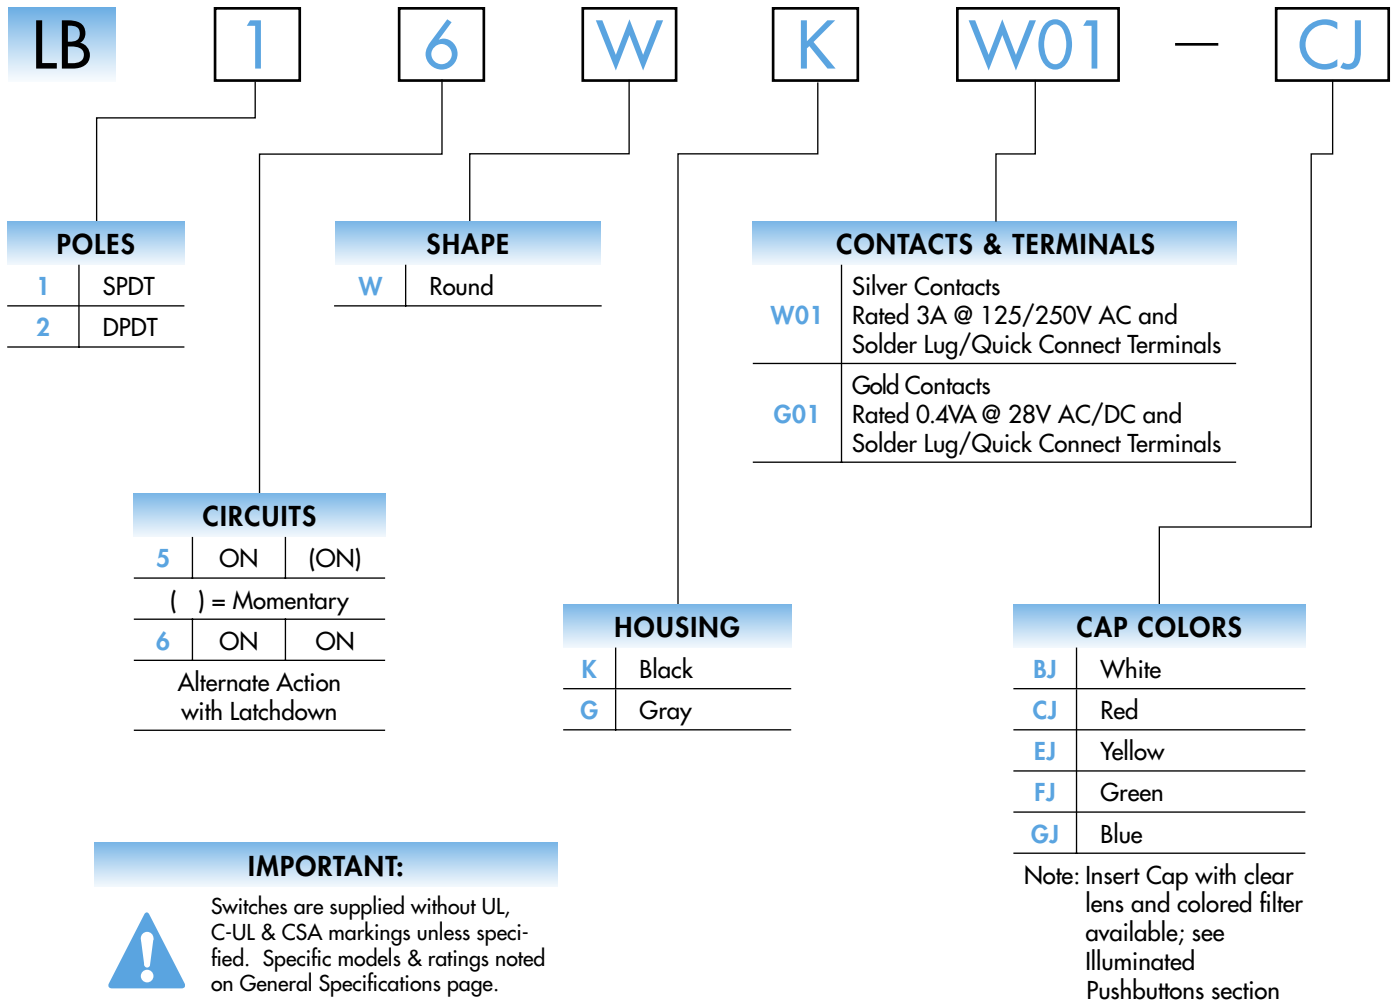 LB 1 6 W K W01 — CJ
POLES
1 SPDT
2 DPDT
SHAPE
W Round
CONTACTS & TERMINALS
W01 Silver Contacts
Rated 3A @ 125/250V AC and
Solder Lug/Quick Connect Terminals
G01 Gold Contacts
Rated 0.4VA @ 28V AC/DC and
Solder Lug/Quick Connect Terminals
CIRCUITS
5 ON (ON)
( ) = Momentary
6 ON ON
Alternate Action
with Latchdown
HOUSING
K Black
G Gray
CAP COLORS
BJ White
CJ Red
EJ Yellow
FJ Green
GJ Blue
Note: Insert Cap with clear
lens and colored filter
available; see
Illuminated
Pushbuttons section
IMPORTANT:
Switches are supplied without UL,
C-UL & CSA markings unless speci-
fied. Specific models & ratings noted
on General Specifications page.